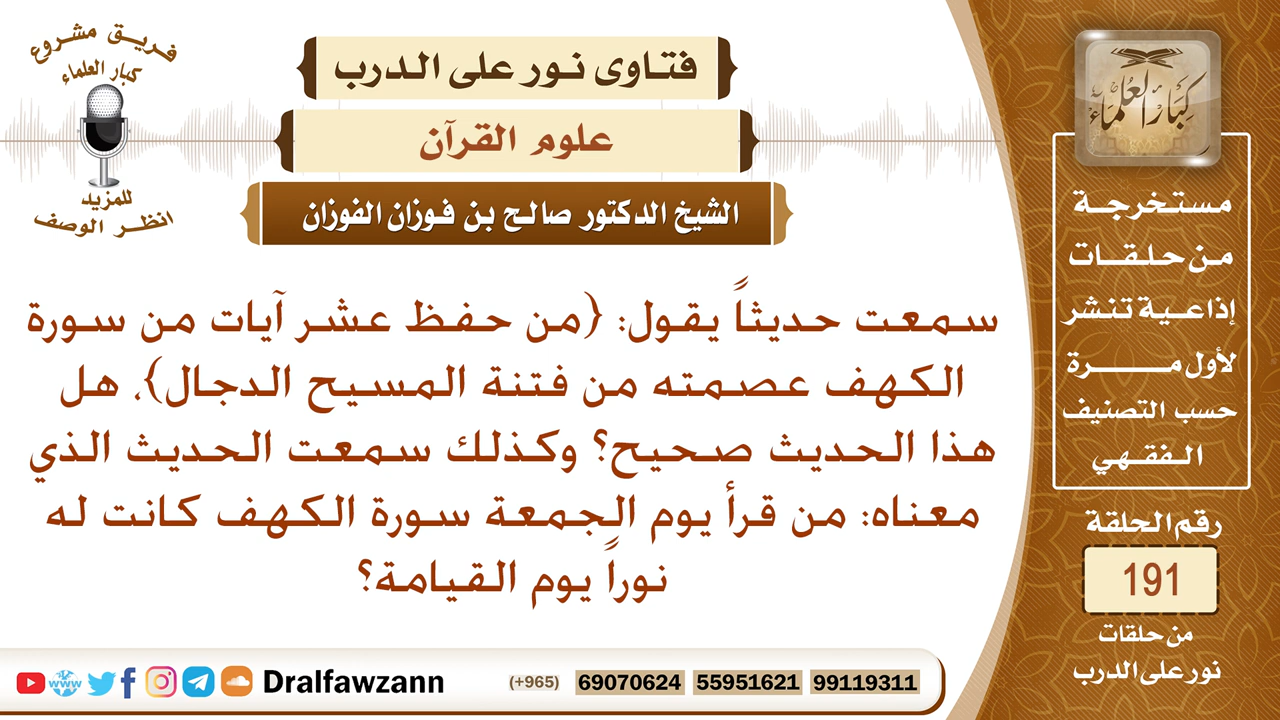 فريق مشروع
كبار العلماء
للمزيد
انظر الوصف
فتاوى نور على الدرب
علوم القرآن
الشيخ الدكتور صالح بن فوزان الفوزان
سمعت حديثاً يقول: (من حفظ عشر آيات من سورة
الكهف عصمته من فتنة المسيح الدجال)، هل
هذا الحديث صحيح؟ وكذلك سمعت الحديث الذي
معناه: من قرأ يوم الجمعة سورة الكهف كانت له
نوراً يوم القيامة؟
كبار العلماء
مستخرجة
من حلقات
إذاعية تنشر
لأول مرة
حسب التصنيف
الفقهي
رقم الحلقة
191
من حلقات
نور على الدرب
www Dralfawzann (+965) 69070624 55951621 99119311